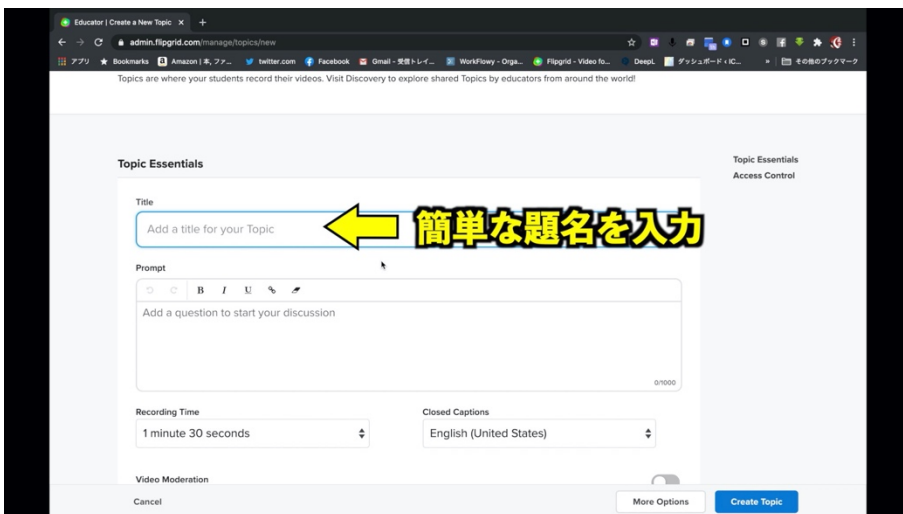 Educator | Create a New Topic
admin.flipgrid.com/manage/topics/new
アプリ Bookmarks Amazon | 本, ファ... twitter.com Facebook Gmail - 受信トレイ... WorkFlowy - Orga... Flipgrid - Video fo... DeepL ダッシュボード ‹ IC... » その他のブックマーク
Topics are where your students record their videos. Visit Discovery to explore shared Topics by educators from around the world!
Topic Essentials
Topic Essentials
Access Control
Title
Add a title for your Topic
簡単な題名を入力
Prompt
B I U
Add a question to start your discussion
0/1000
Recording Time Closed Captions
1 minute 30 seconds English (United States)
Video Moderation
Cancel More Options Create Topic